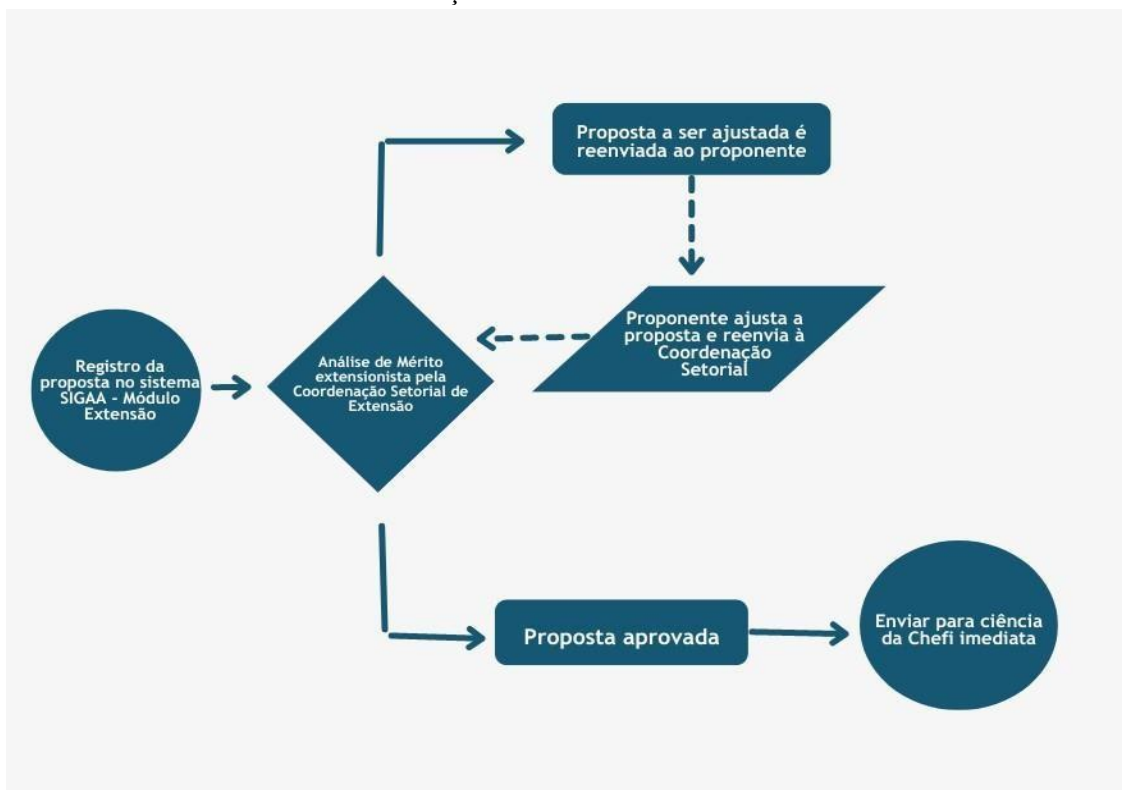 Proposta a ser ajustada é
reenviada ao proponente
Proponente ajusta a
proposta e reenvia à
Coordenação
Setorial
Registro da
proposta no sistema
SIGAA - Módulo
Extensão
Análise de Mérito
extensionista pela
Coordenação Setorial de
Extensão
Proposta aprovada
Enviar para ciência
da Chefi imediata